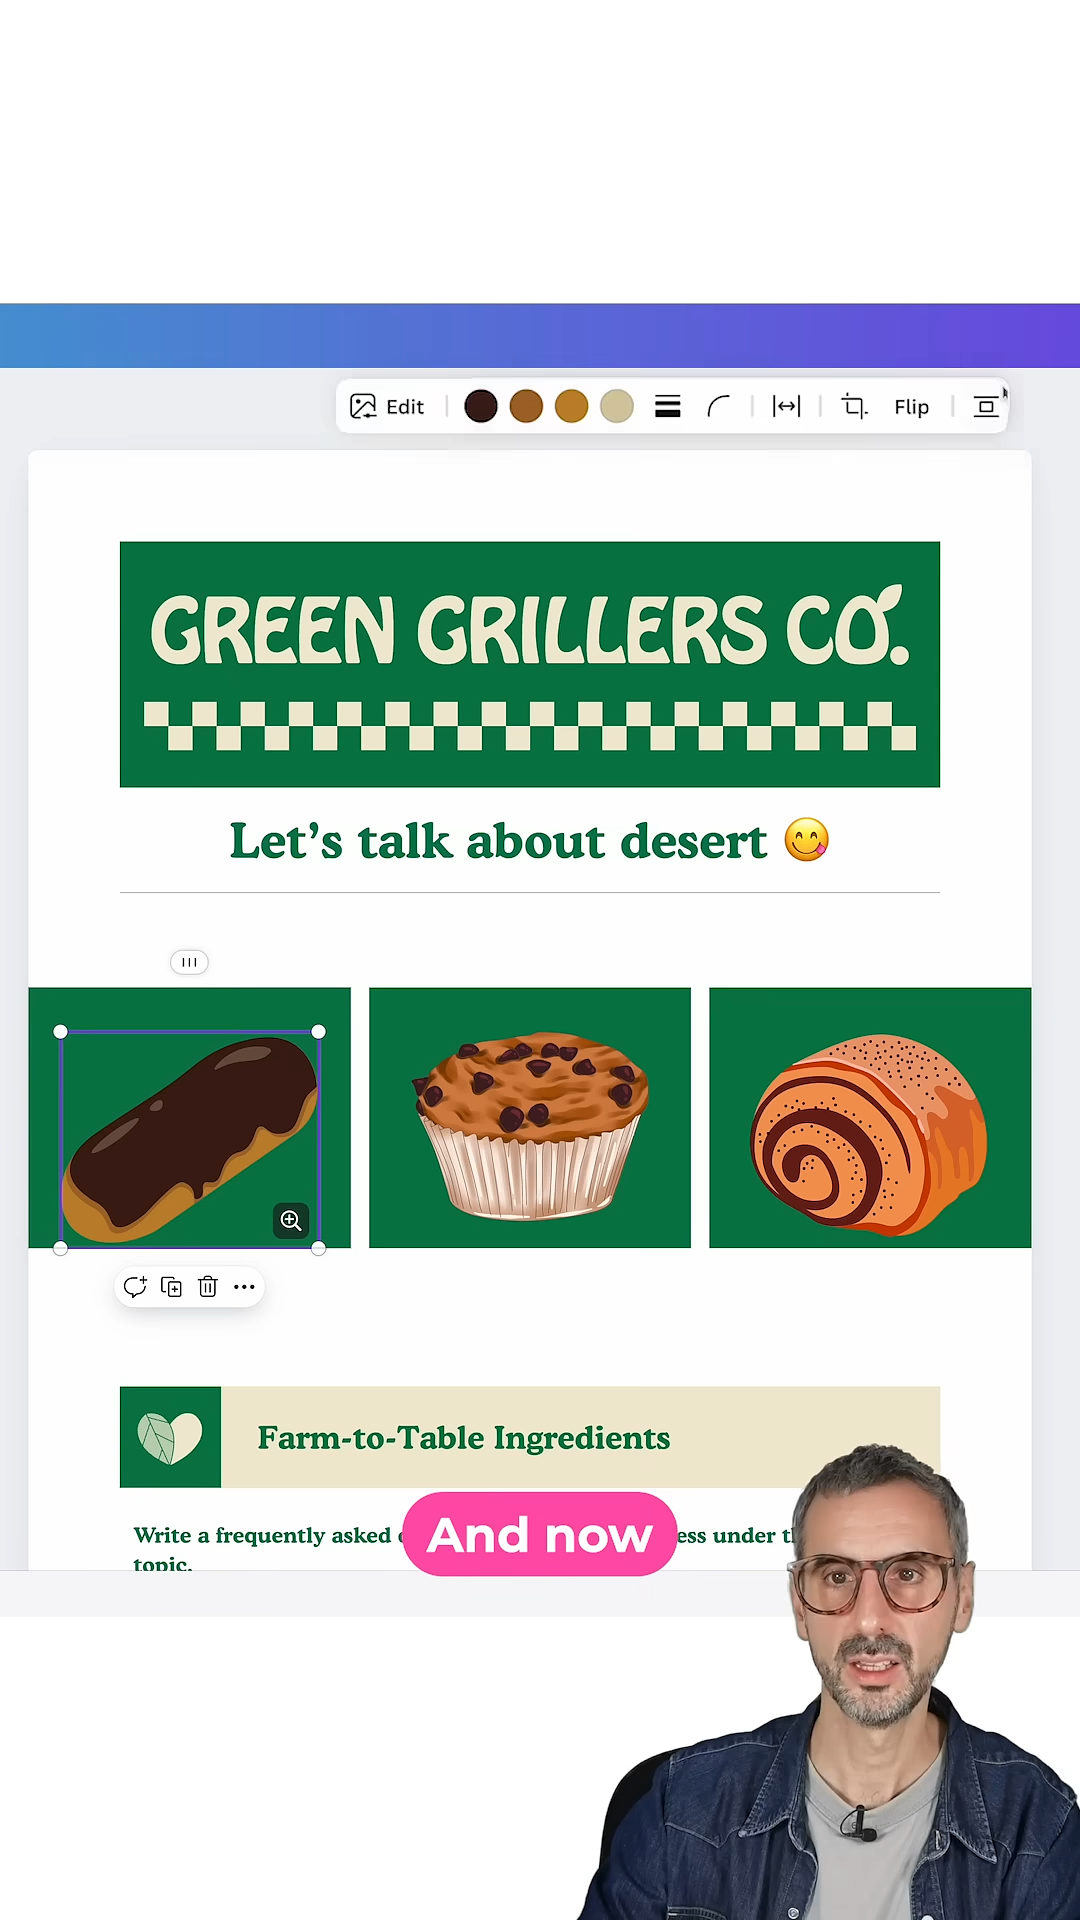 Edit
Flip
GREEN GRILLERS CO.
Let’s talk about desert 😋
Farm-to-Table Ingredients
Write a frequently asked
ess under
topic.
And now